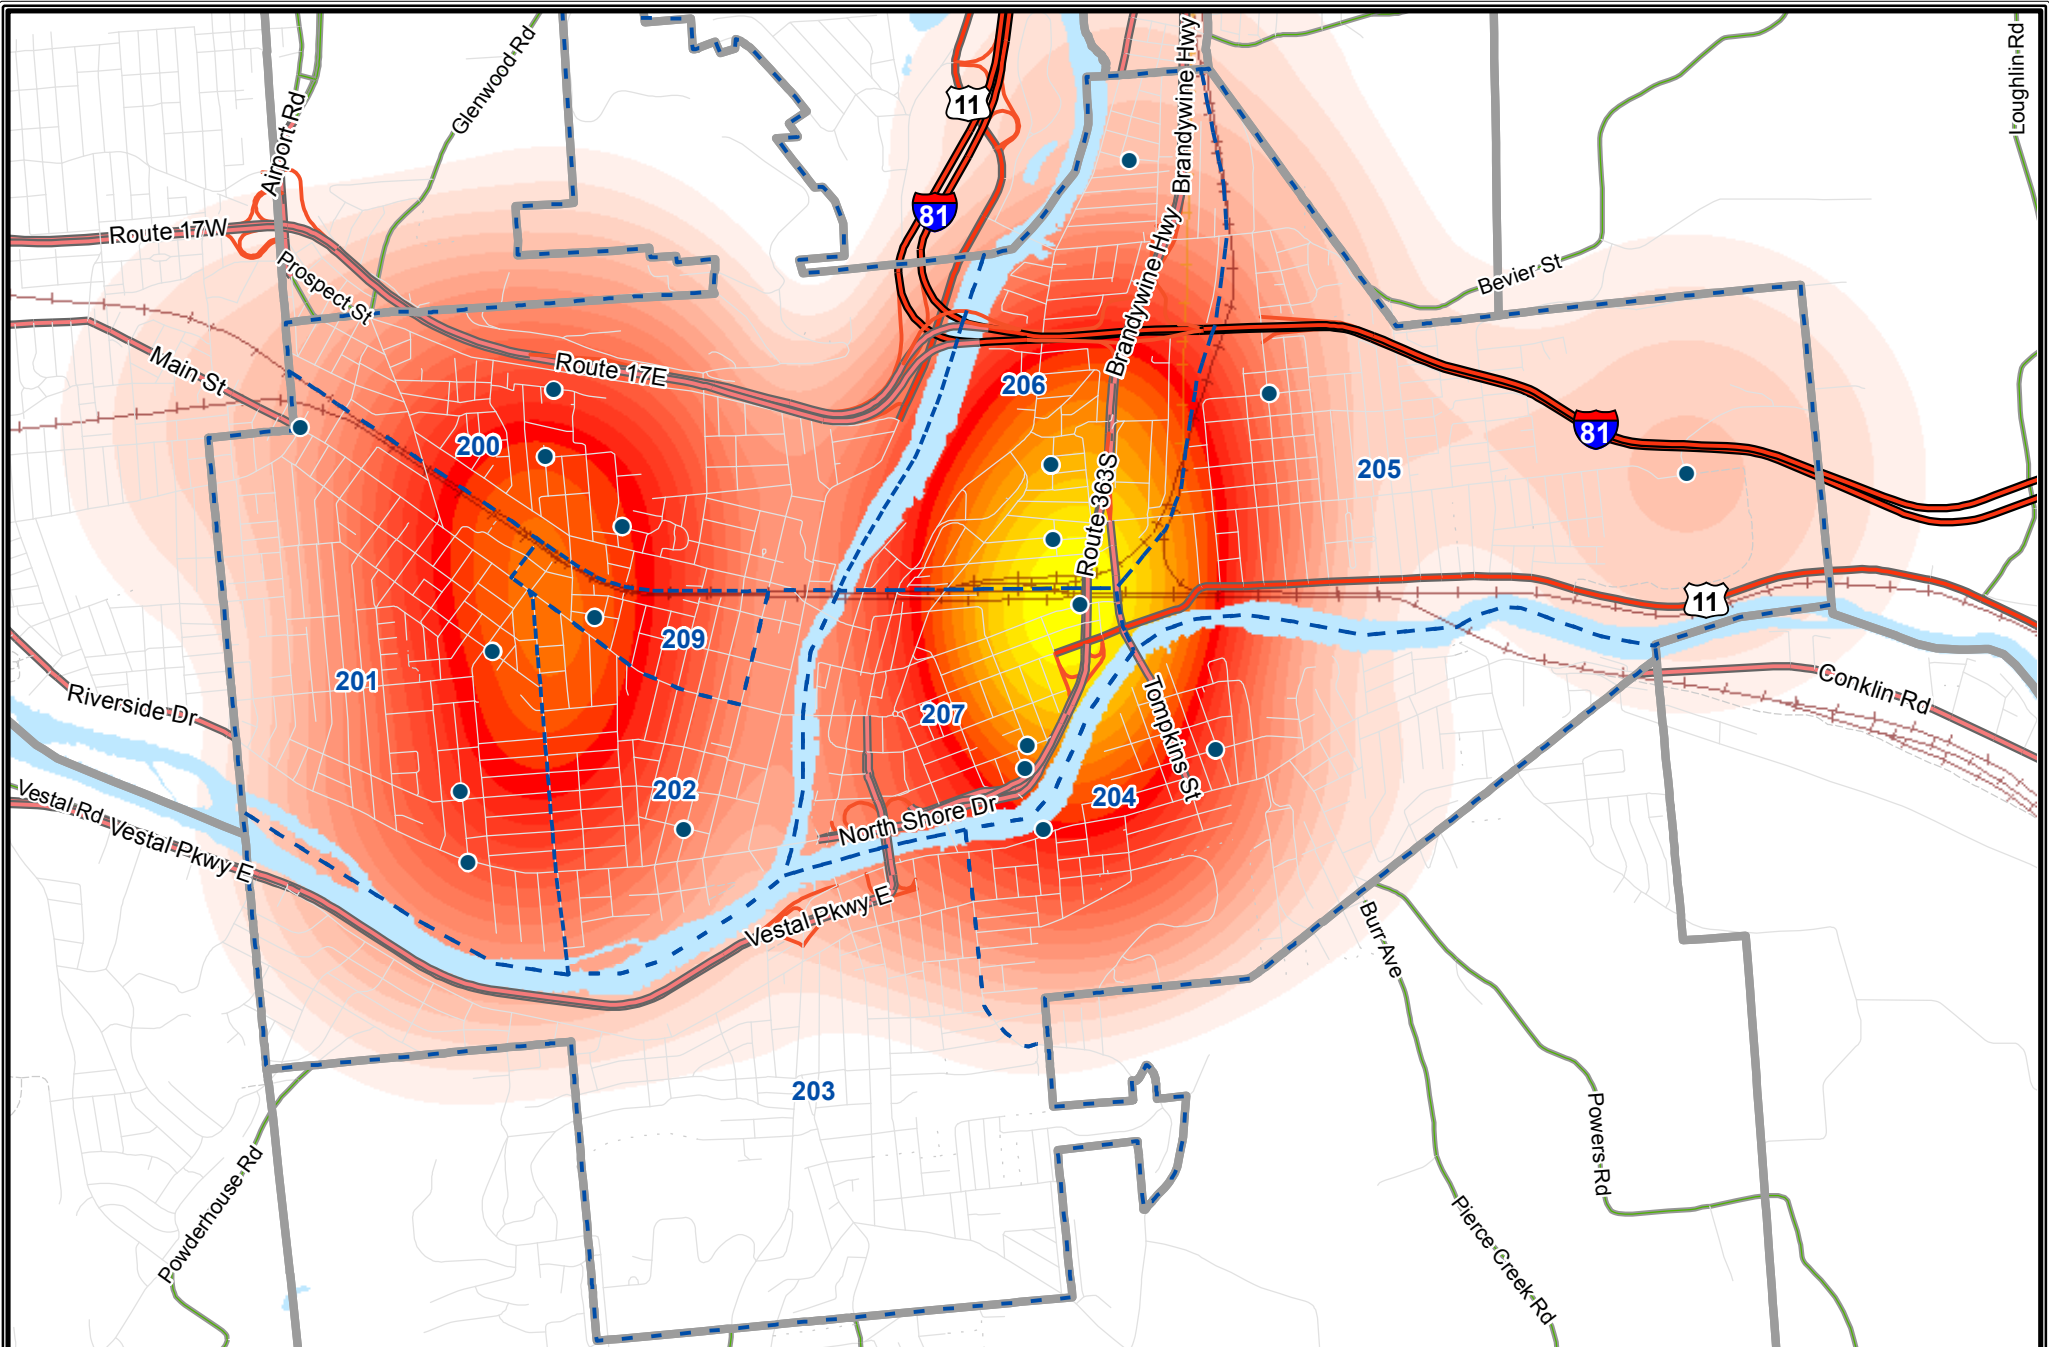 Loughlin Rd
Glenwood Rd
Brandywine Hwy
11
Airport Rd
81
Route 17W
Brandywine Hwy
Prospect St
Bevier St
Main St
Route 17E
206
81
200
205
Route 363S
11
209
201
Riverside Dr
207
Tompkins St
Conklin Rd
202
204
North Shore Dr
Vestal Rd
Vestal Pkwy E
Vestal Pkwy E
Burr Ave
203
Powers Rd
Powderhouse Rd
Pierce Creek Rd